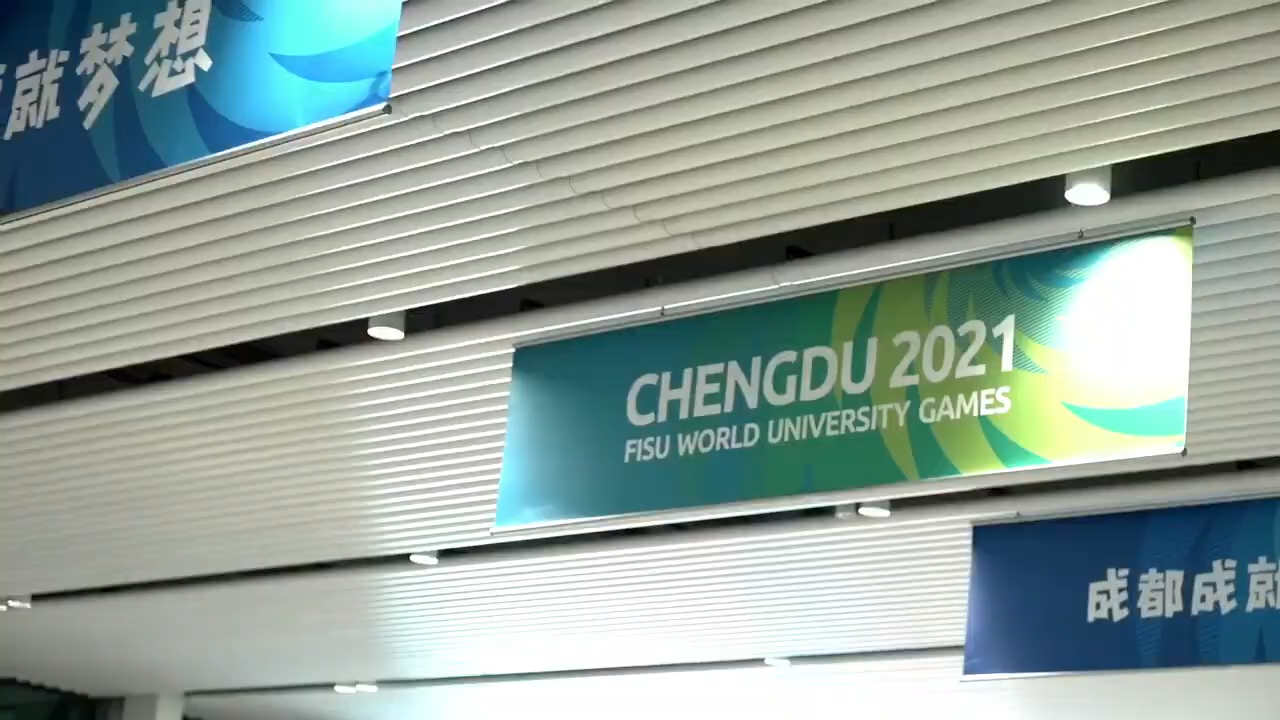 就梦想
CHENGDU 2021
FISU WORLD UNIVERSITY GAMES
成都成就